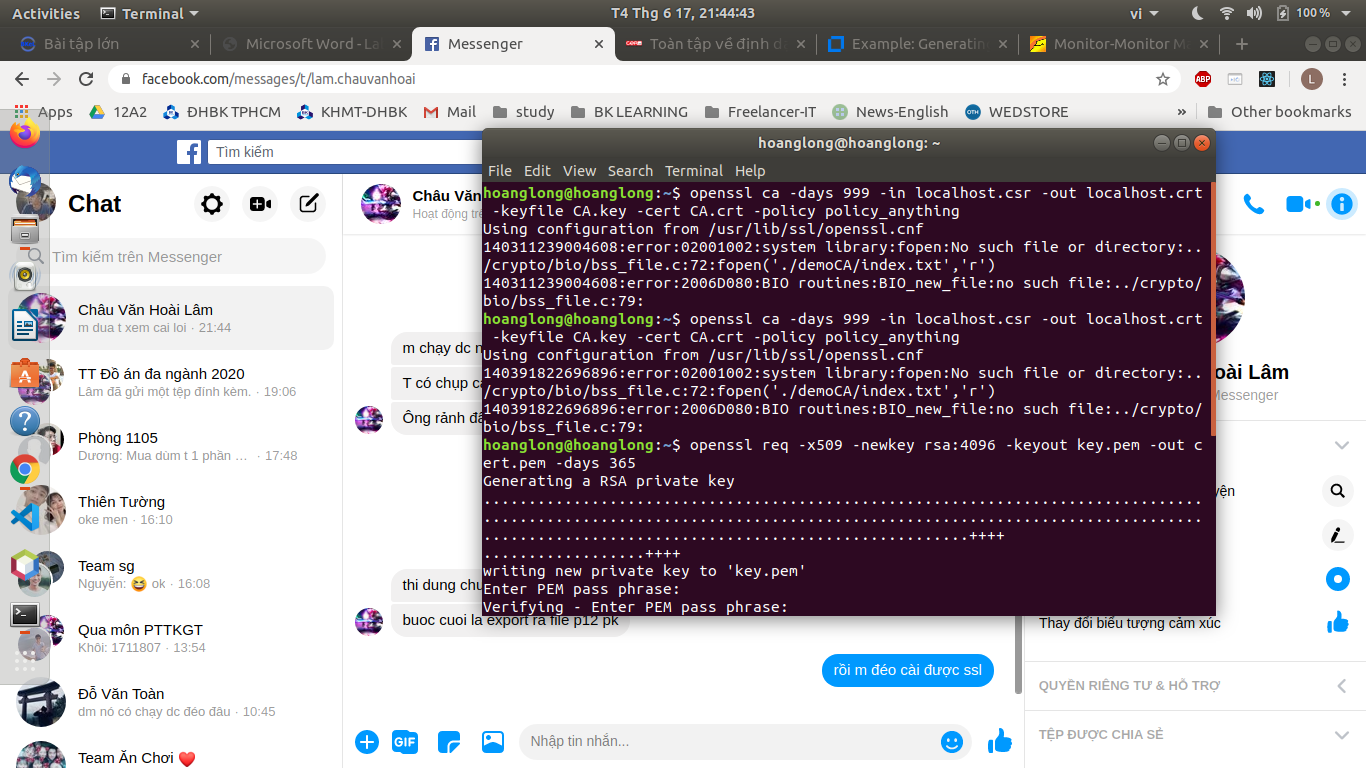 Activities
Terminal
T4 Thg 6 17, 21:44:43
vi
100 %
Bài tập lớn
Microsoft Word - La
Messenger
Toàn tập về định d
Example: Generatin
Monitor-Monitor M
facebook.com/messages/t/lam.chauvanhoai
ABP
L
Apps
12A2
ĐHBK TPHCM
KHMT-DHBK
Mail
study
BK LEARNING
Freelancer-IT
News-English
WEDSTORE
»
Other bookmarks
Tìm kiếm
hoanglong@hoanglong: ~
File Edit View Search Terminal Help
hoanglong@hoanglong:~$ openssl ca -days 999 -in localhost.csr -out localhost.crt
-keyfile CA.key -cert CA.crt -policy policy_anything
Using configuration from /usr/lib/ssl/openssl.cnf
140311239004608:error:02001002:system library:fopen:No such file or directory:..
/crypto/bio/bss_file.c:72:fopen('./demoCA/index.txt','r')
140311239004608:error:2006D080:BIO routines:BIO_new_file:no such file:../crypto/
bio/bss_file.c:79:
hoanglong@hoanglong:~$ openssl ca -days 999 -in localhost.csr -out localhost.crt
-keyfile CA.key -cert CA.crt -policy policy_anything
Using configuration from /usr/lib/ssl/openssl.cnf
140391822696896:error:02001002:system library:fopen:No such file or directory:..
/crypto/bio/bss_file.c:72:fopen('./demoCA/index.txt','r')
140391822696896:error:2006D080:BIO routines:BIO_new_file:no such file:../crypto/
bio/bss_file.c:79:
hoanglong@hoanglong:~$ openssl req -x509 -newkey rsa:4096 -keyout key.pem -out c
ert.pem -days 365
Generating a RSA private key
................................................................................
................................................................................
......................................................++++
..................++++
writing new private key to 'key.pem'
Enter PEM pass phrase:
Verifying - Enter PEM pass phrase:
Chat
Tìm kiếm trên Messenger
Châu Văn Hoài Lâm
m dua t xem cai loi · 21:44
TT Đồ án đa ngành 2020
Lâm đã gửi một tệp đính kèm. · 19:06
Phòng 1105
Dương: Mua dùm t 1 phần … · 17:48
Thiên Tường
oke men · 16:10
Team sg
Nguyễn: 😆 ok · 16:08
Qua môn PTTKGT
Khôi: 1711807 · 13:54
Đỗ Văn Toàn
dm nó có chạy dc đéo đâu · 10:45
Team Ăn Chơi ❤️
Châu Vă
Hoạt động trê
m chạy dc n
T có chụp cá
Ông rảnh đâ
thi dung chu
buoc cuoi la export ra file p12 pk
rồi m đéo cài được ssl
GIF
Nhập tin nhắn...
oài Lâm
Messenger
yện
Thay đổi biểu tượng cảm xúc
QUYỀN RIÊNG TƯ & HỖ TRỢ
TỆP ĐƯỢC CHIA SẺ